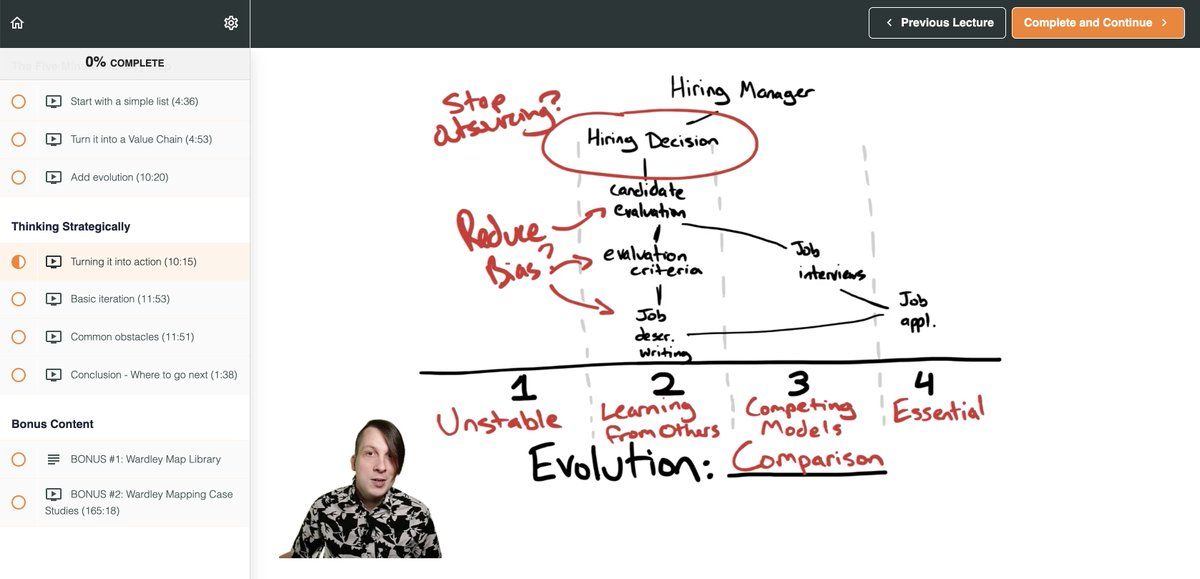 Previous Lecture
Complete and Continue
0% COMPLETE
Start with a simple list (4:36)
Turn it into a Value Chain (4:53)
Add evolution (10:20)
Thinking Strategically
Turning it into action (10:15)
Basic iteration (11:53)
Common obstacles (11:51)
Conclusion - Where to go next (1:38)
Bonus Content
BONUS #1: Wardley Map Library
BONUS #2: Wardley Mapping Case
Studies (165:18)
Hiring Manager
Stop
outsourcing?
Hiring Decision
candidate
evaluation
Reduce
Bias?
evaluation
criteria
Job
interviews
Job
descr.
writing
Job
appl.
1
2
3
4
Unstable
Learning
from Others
Competing
Models
Essential
Evolution: Comparison